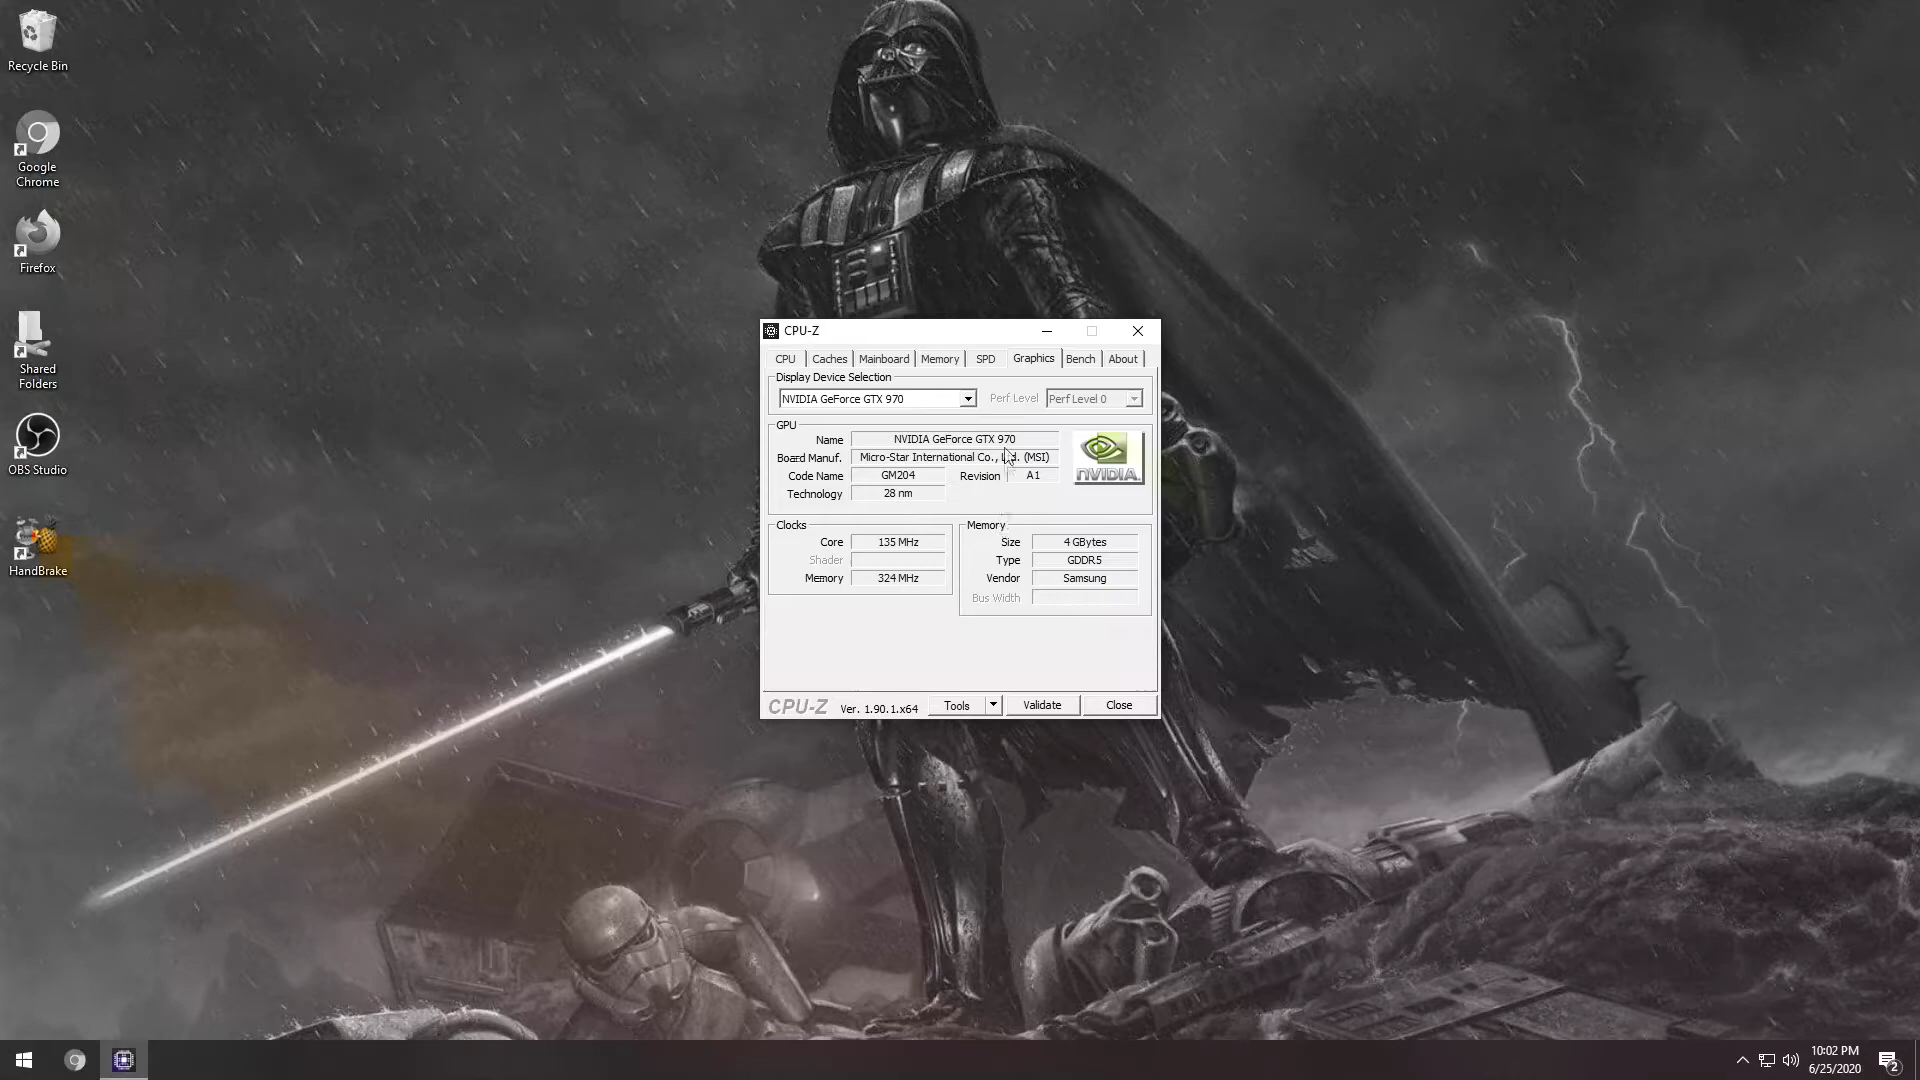 Recycle Bin
Google
Chrome
Firefox
Shared
Folders
OBS Studio
HandBrake
CPU-Z
CPU Caches Mainboard Memory SPD Graphics Bench About
Display Device Selection
NVIDIA GeForce GTX 970 Perf Level Perf Level 0
GPU
Name NVIDIA GeForce GTX 970
Board Manuf. Micro-Star International Co., (MSI)
Code Name GM204 Revision A1
Technology 28 nm
NVIDIA.
Clocks
Core 135 MHz
Shader
Memory 324 MHz
Memory
Size 4 GBytes
Type GDDR5
Vendor Samsung
Bus Width
CPU-Z Ver. 1.90.1.x64 Tools Validate Close
10:02 PM
6/25/2020
2